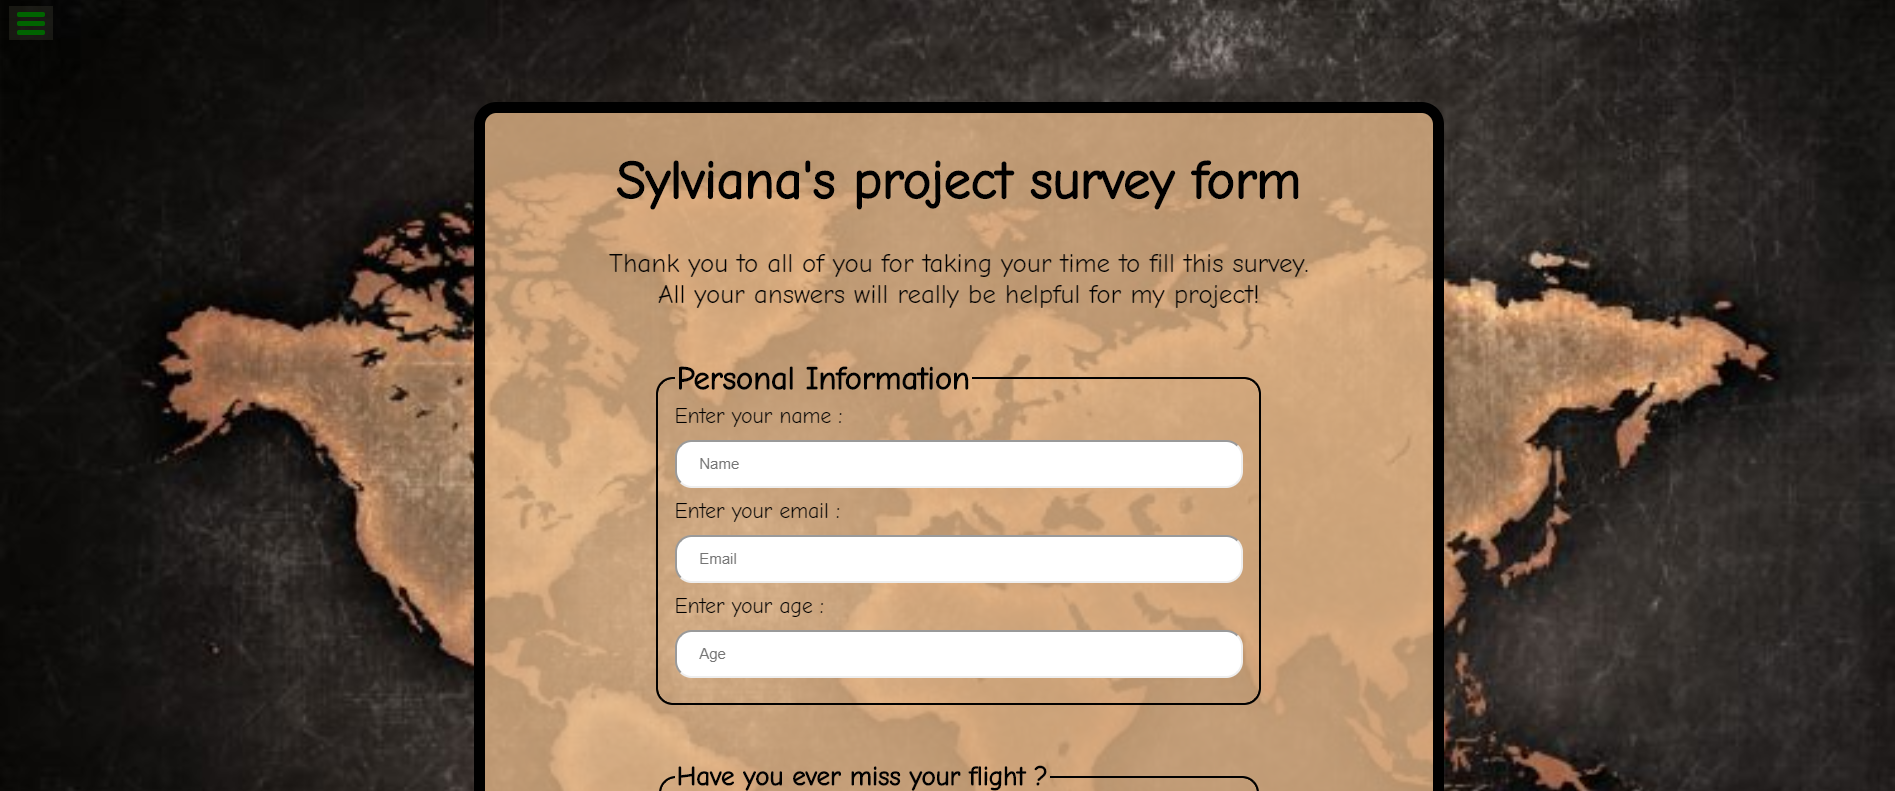 Sylviana's project survey form
Thank you to all of you for taking your time to fill this survey.
All your answers will really be helpful for my project!
Personal Information
Enter your name :
Name
Enter your email :
Email
Enter your age :
Age
Have you ever miss your flight ?